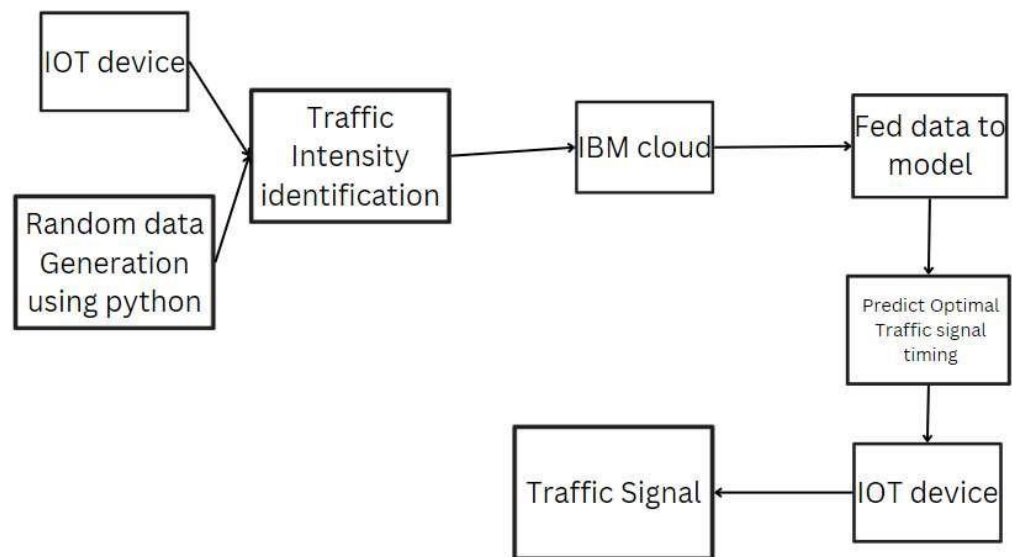 IOT device
Traffic
Intensity
identification
IBM cloud
Fed data to
model
Random data
Generation
using python
Predict Optimal
Traffic signal
timing
Traffic Signal
IOT device